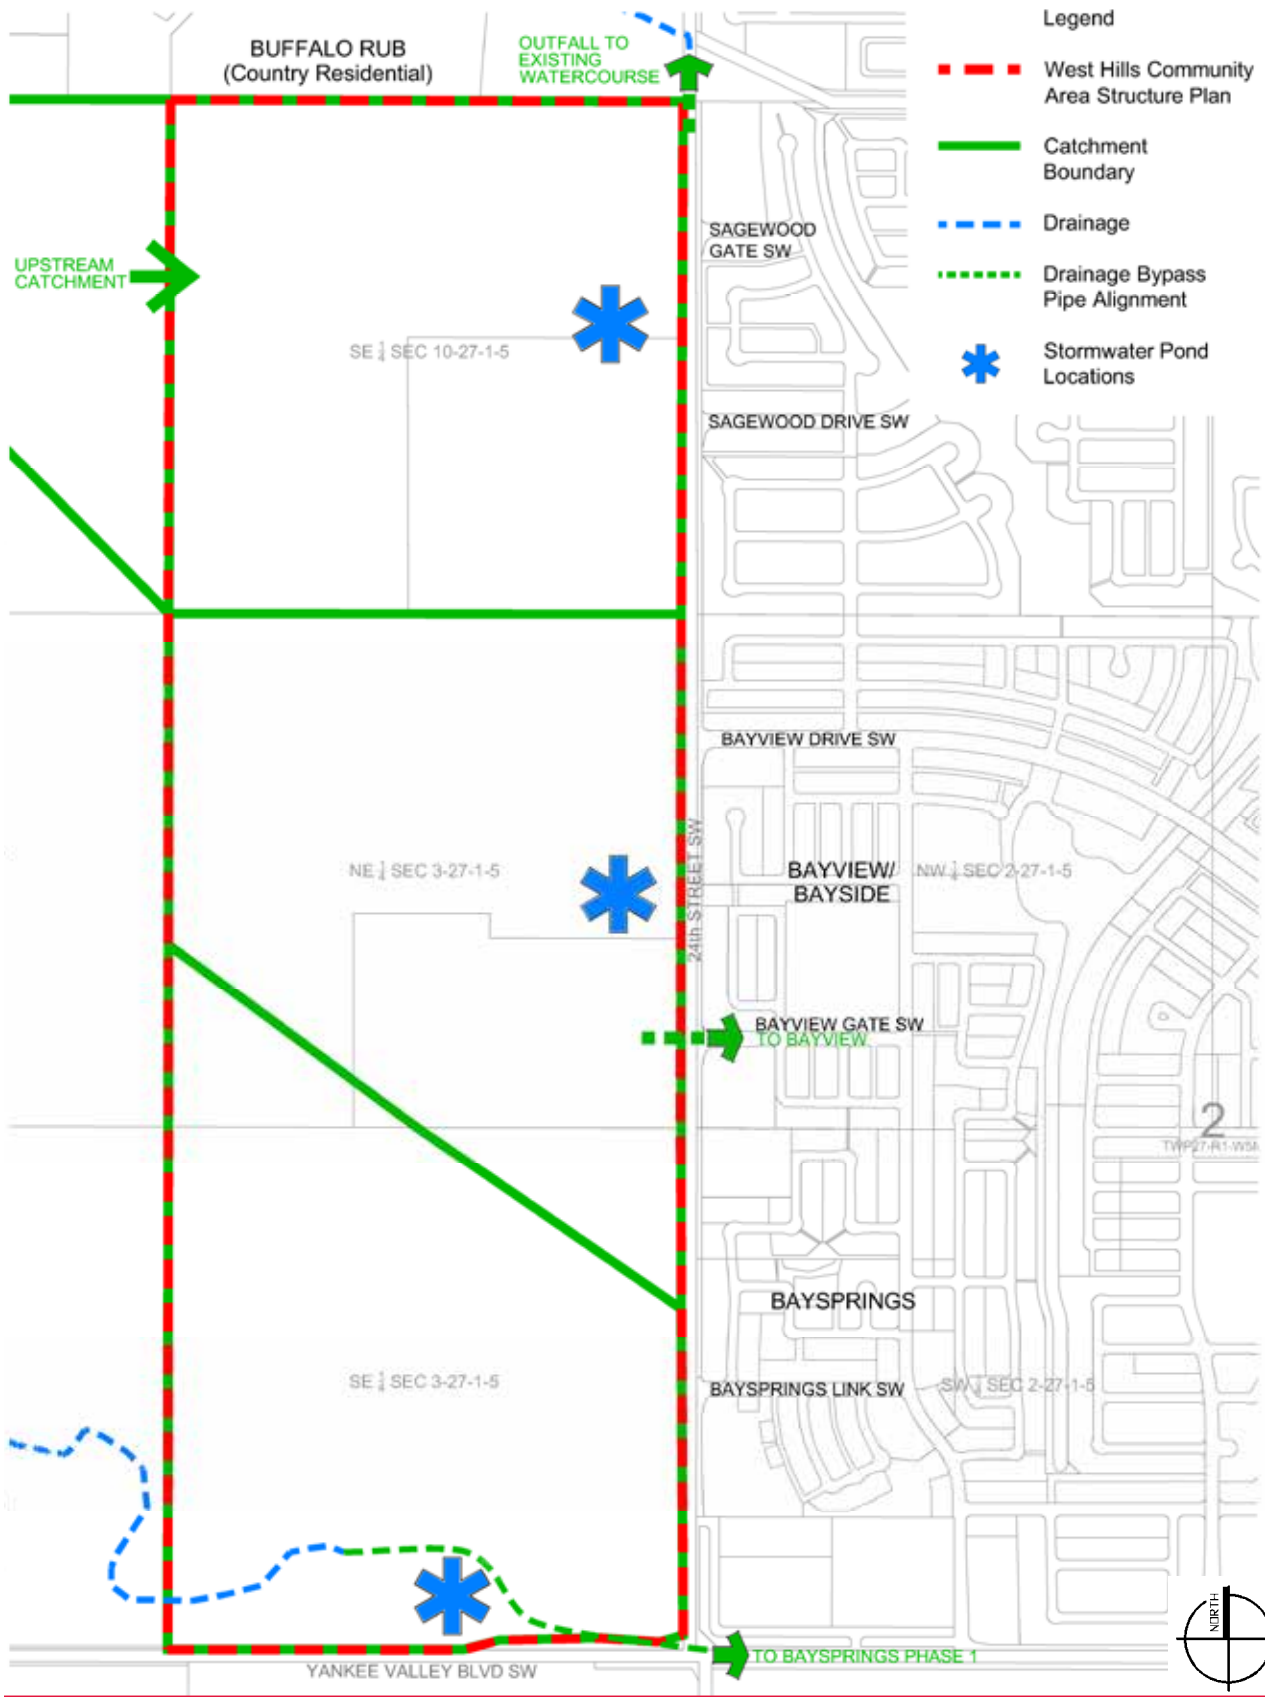 BUFFALO RUB
(Country Residential)
OUTFALL TO
EXISTING
WATERCOURSE
Legend
West Hills Community
Area Structure Plan
Catchment
Boundary
Drainage
Drainage Bypass
Pipe Alignment
Stormwater Pond
Locations
UPSTREAM
CATCHMENT
SAGEWOOD
GATE SW
SE 1/4 SEC 10-27-1-5
SAGEWOOD DRIVE SW
BAYVIEW DRIVE SW
24th STREET SW
NE 1/4 SEC 3-27-1-5
BAYVIEW/
BAYSIDE
NW 1/4 SEC 2-27-1-5
BAYVIEW GATE SW
TO BAYVIEW
2
TWP27-R1-W5M
BAYSPRINGS
SE 1/4 SEC 3-27-1-5
BAYSPRINGS LINK SW
SW 1/4 SEC 2-27-1-5
NORTH
TO BAYSPRINGS PHASE 1
YANKEE VALLEY BLVD SW